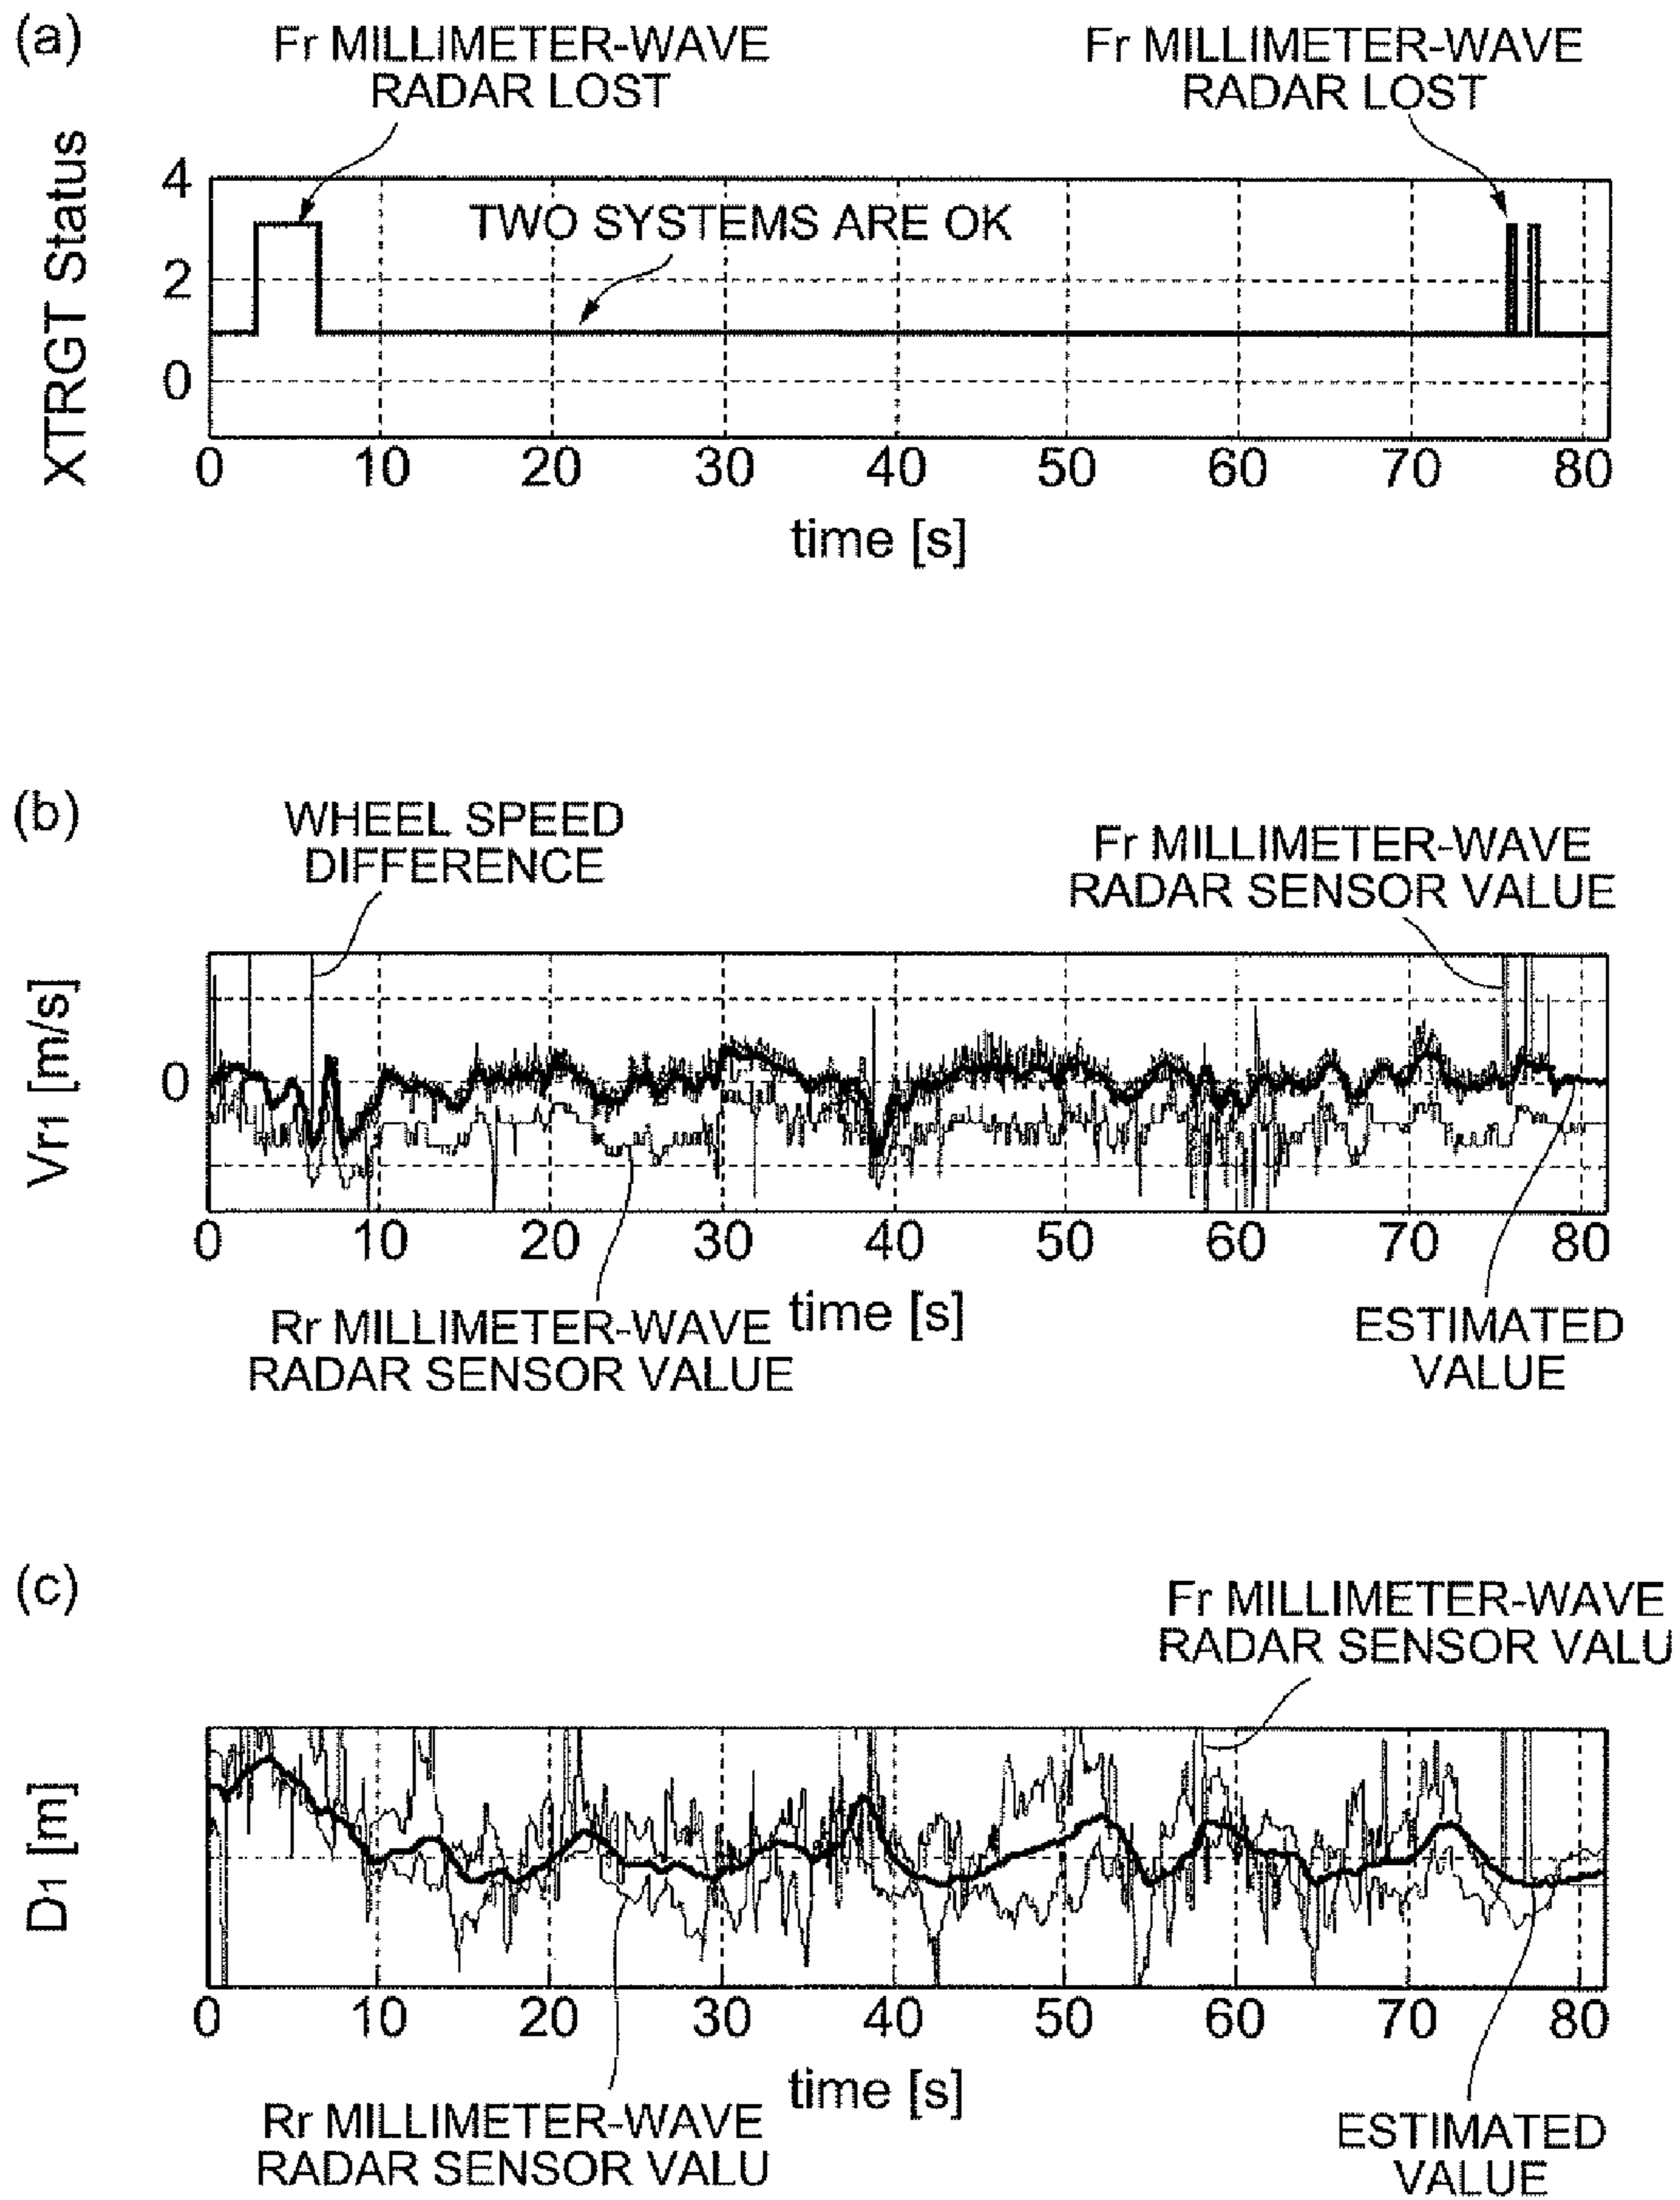 (a)
Fr MILLIMETER-WAVE
RADAR LOST
Fr MILLIMETER-WAVE
RADAR LOST
XTRGT Status
4
2
0
TWO SYSTEMS ARE OK
0 10 20 30 40 50 60 70 80
time [s]
(b)
WHEEL SPEED
DIFFERENCE
Fr MILLIMETER-WAVE
RADAR SENSOR VALUE
Vr1 [m/s]
0
0 10 20 30 40 50 60 70 80
time [s]
Rr MILLIMETER-WAVE
RADAR SENSOR VALUE
ESTIMATED
VALUE
(c)
Fr MILLIMETER-WAVE
RADAR SENSOR VALU
D1 [m]
0 10 20 30 40 50 60 70 80
time [s]
Rr MILLIMETER-WAVE
RADAR SENSOR VALU
ESTIMATED
VALUE